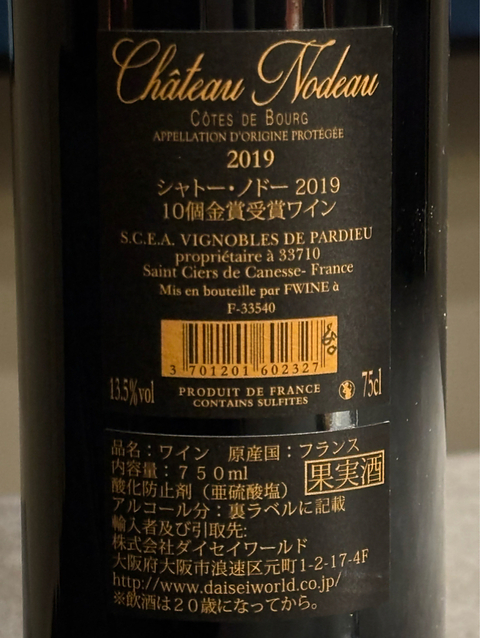 Château Nodeau
CÔTES DE BOURG
APPELLATION D'ORIGINE PROTÉGÉE
2019
シャトー・ノドー 2019
10個金賞受賞ワイン
S.C.E.A. VIGNOBLES DE PARDIEU
propriétaire à 33710
Saint Ciers de Canesse- France
Mis en bouteille par FWINE à
F-33540
3 701201 602327
13.5%vol
PRODUIT DE FRANCE
CONTAINS SULFITES
75cl
品名：ワイン 原産国：フランス
内容量：７５０ml
酸化防止剤（亜硫酸塩）
果実酒
アルコール分：裏ラベルに記載
輸入者及び引取先:
株式会社ダイセイワールド
大阪府大阪市浪速区元町1-2-17-4F
http://www.daiseiworld.co.jp/
※飲酒は２０歳になってから。